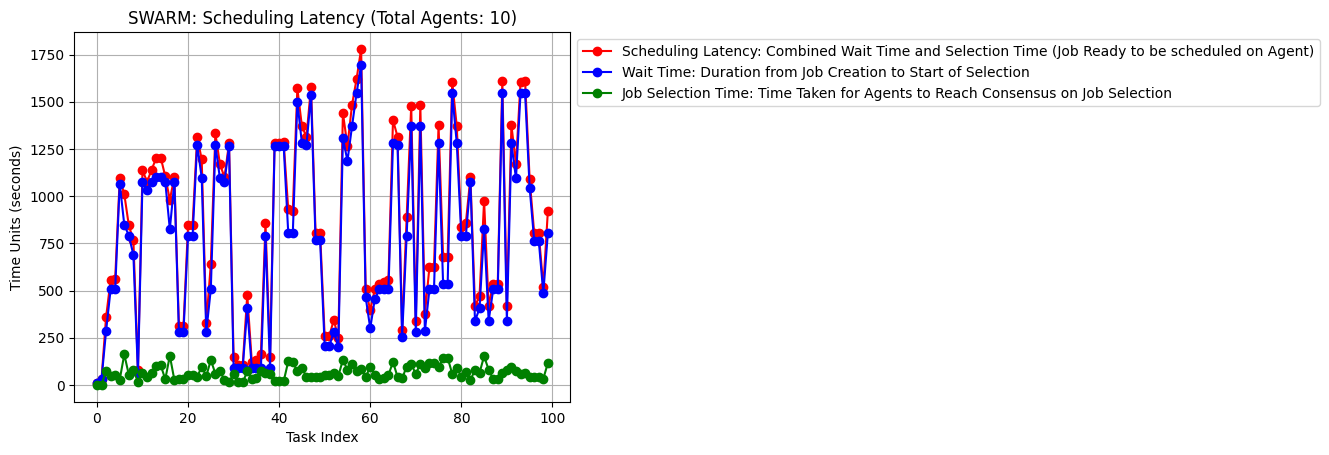 SWARM: Scheduling Latency (Total Agents: 10)
Scheduling Latency: Combined Wait Time and Selection Time (Job Ready to be scheduled on Agent)
Wait Time: Duration from Job Creation to Start of Selection
Job Selection Time: Time Taken for Agents to Reach Consensus on Job Selection
Time Units (seconds)
1750
1500
1250
1000
750
500
250
0
0 20 40 60 80 100
Task Index